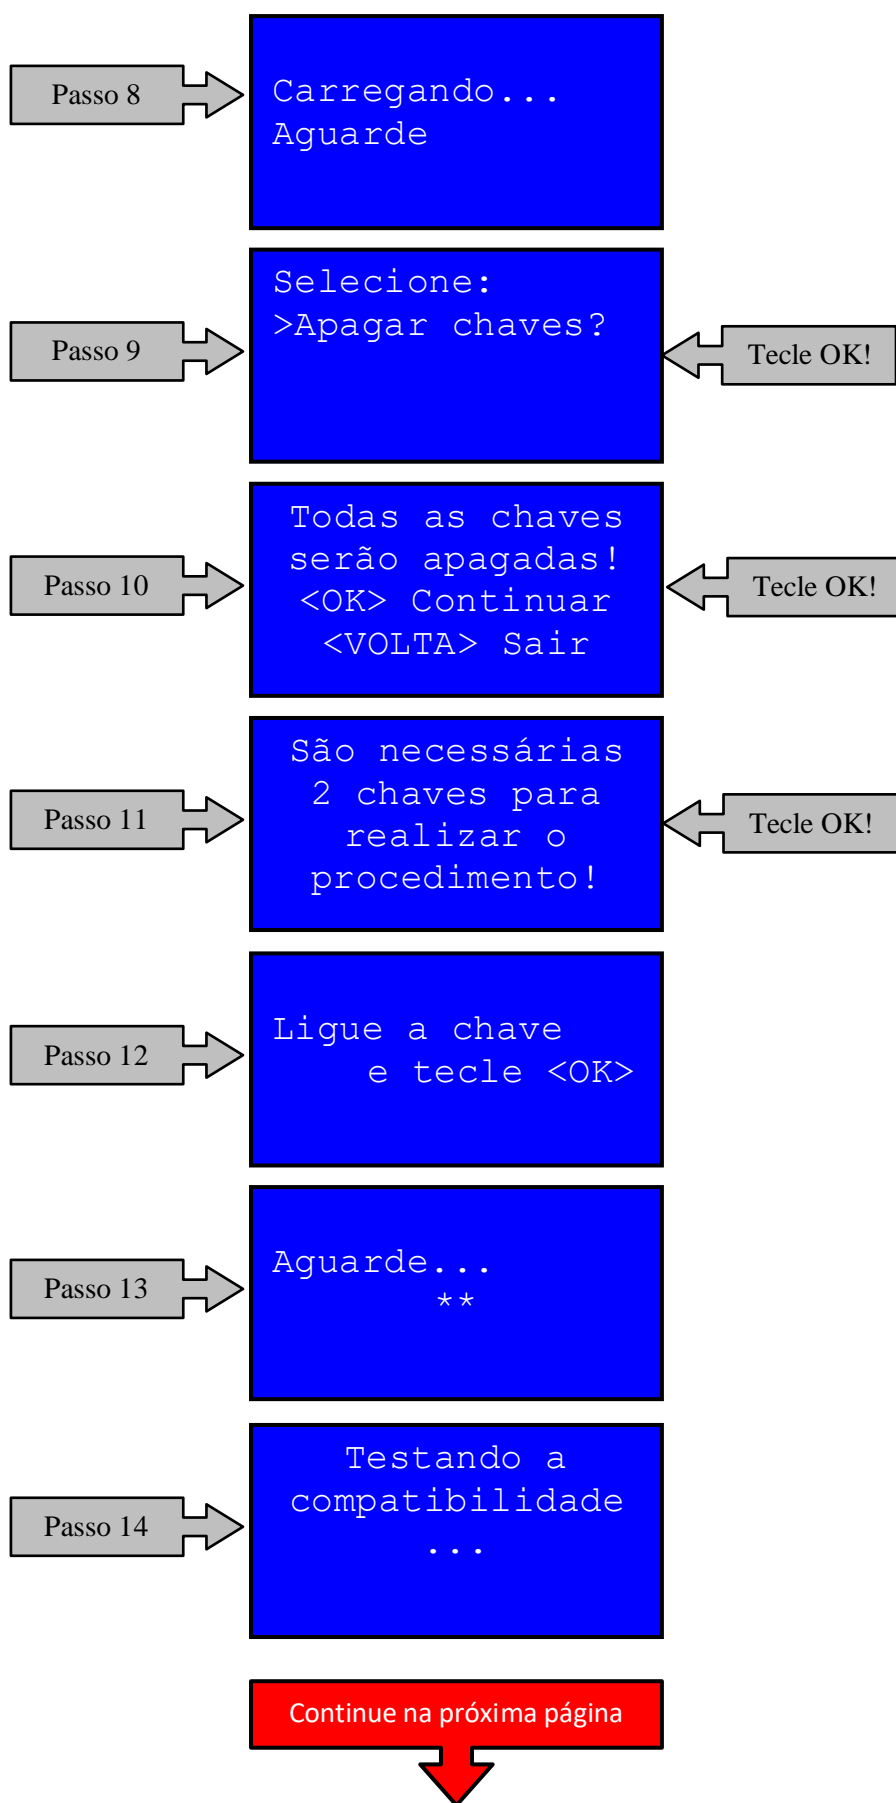 Passo 8
Carregando...
Aguarde
Passo 9
Selecione:
>Apagar chaves?
Tecle OK!
Passo 10
Todas as chaves
serão apagadas!
<OK> Continuar
<VOLTA> Sair
Tecle OK!
Passo 11
São necessárias
2 chaves para
realizar o
procedimento!
Tecle OK!
Passo 12
Ligue a chave
e tecle <OK>
Passo 13
Aguarde...
**
Passo 14
Testando a
compatibilidade
...
Continue na próxima página